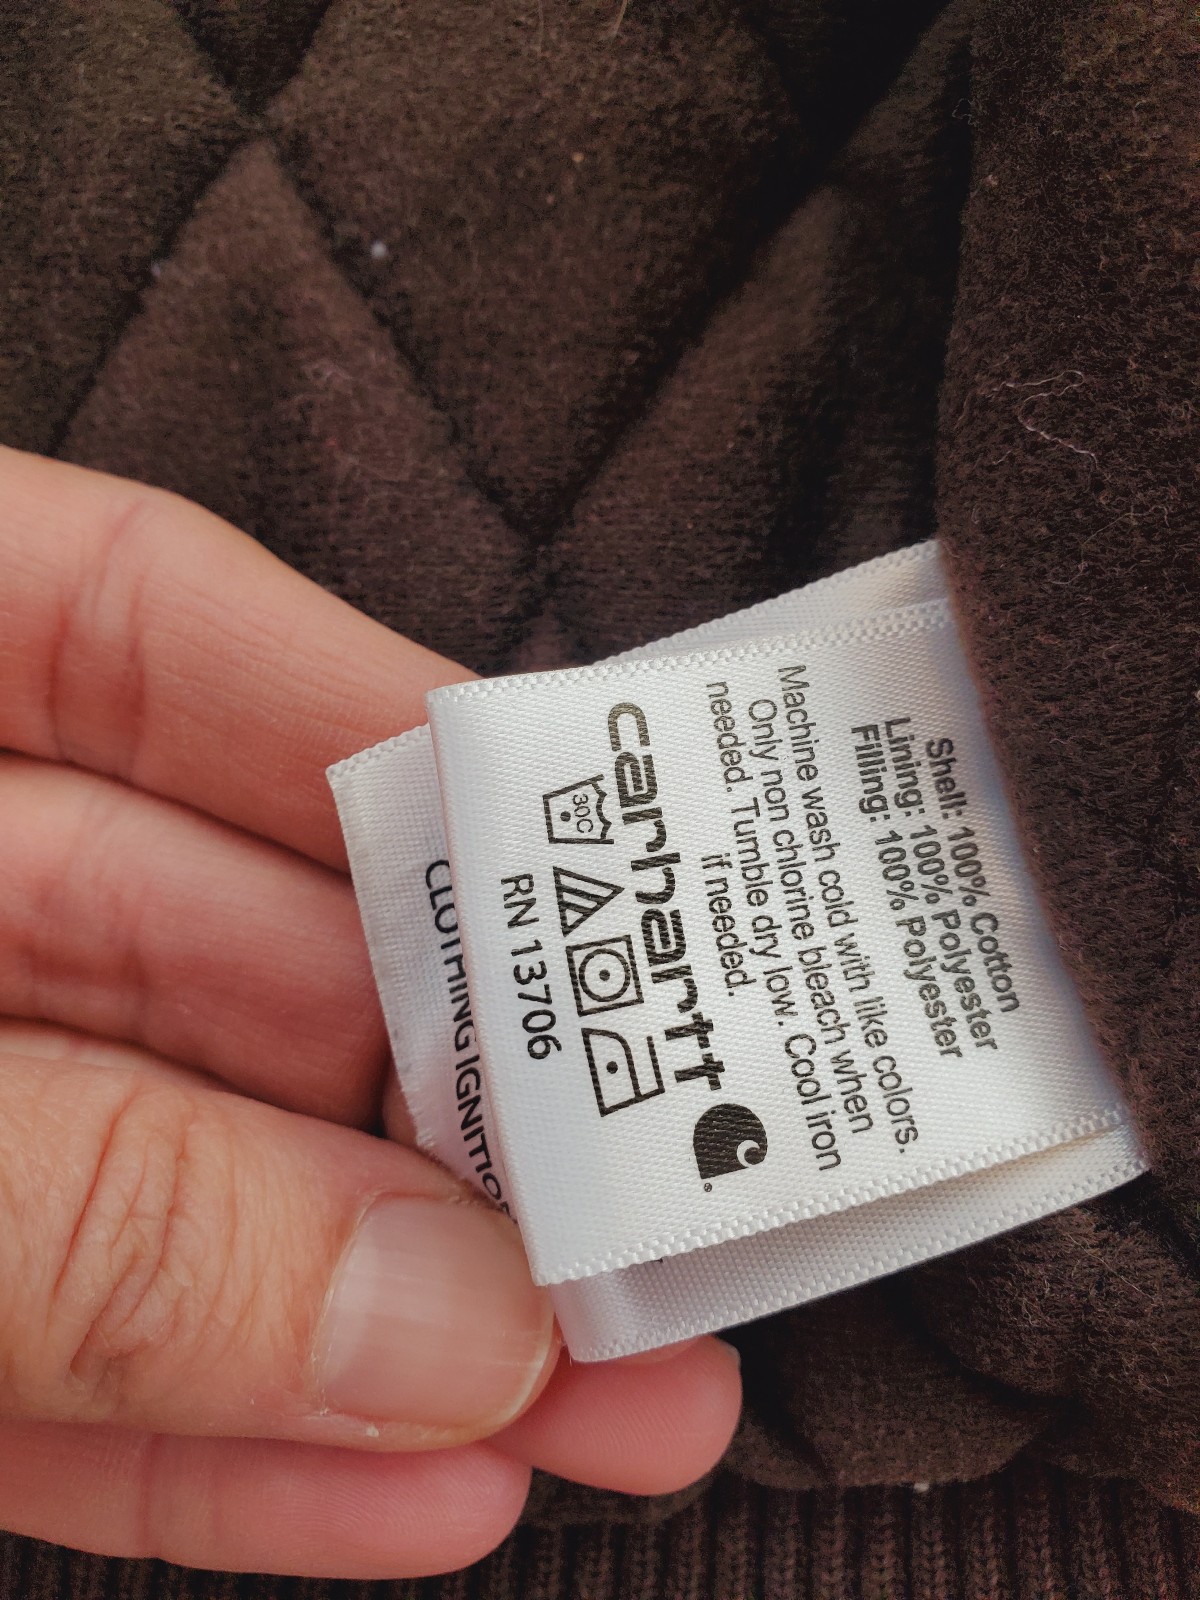 Shell: 100% Cotton
Lining: 100% Polyester
Filling: 100% Polyester
Machine wash cold with like colors.
Only non chlorine bleach when
needed. Tumble dry low. Cool iron
if needed.
carhartt
30C
RN 13706
CLOTHING IGNITION